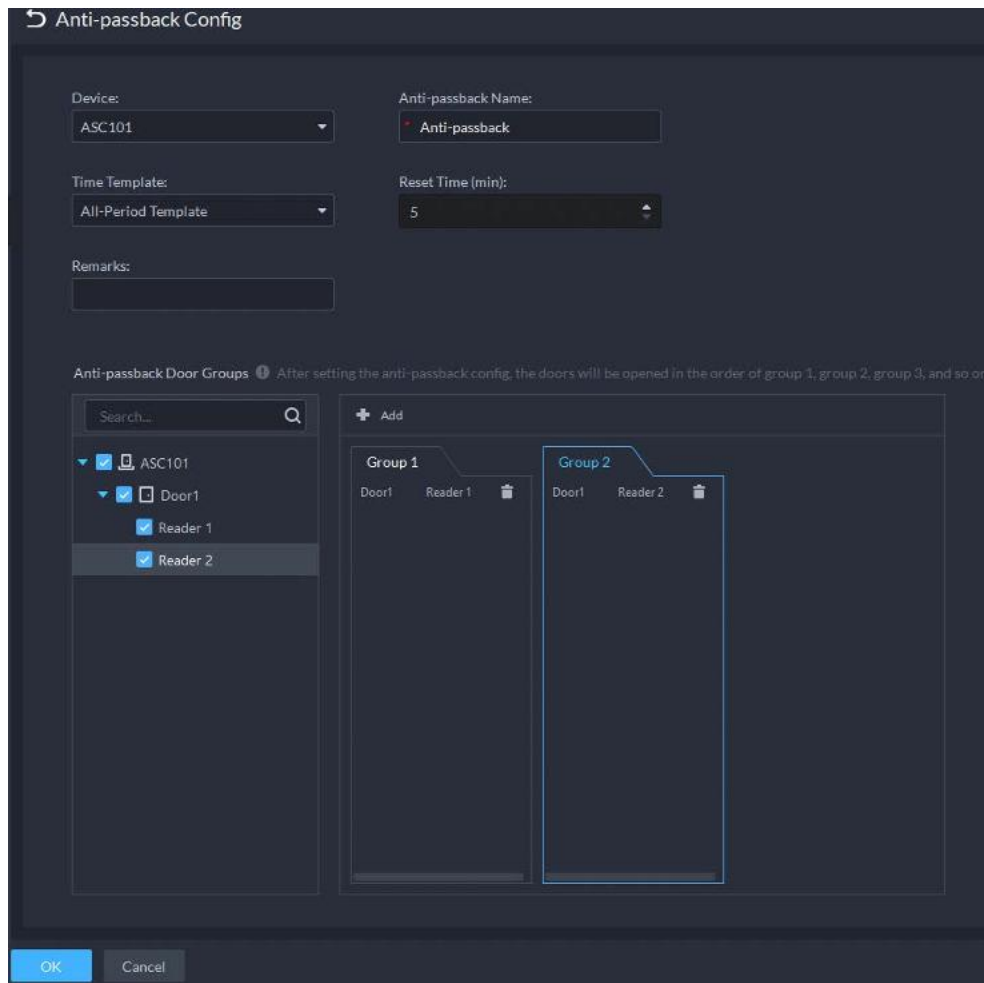 Anti-passback Config
Device:
Anti-passback Name:
ASC101
* Anti-passback
Time Template:
Reset Time (min):
All-Period Template
5
Remarks:
Anti-passback Door Groups After setting the anti-passback config, the doors will be opened in the order of group 1, group 2, group 3, and so on
Search...
Add
ASC101
Door1
Reader 1
Reader 2
Group 1
Door1 Reader 1
Group 2
Door1 Reader 2
OK
Cancel